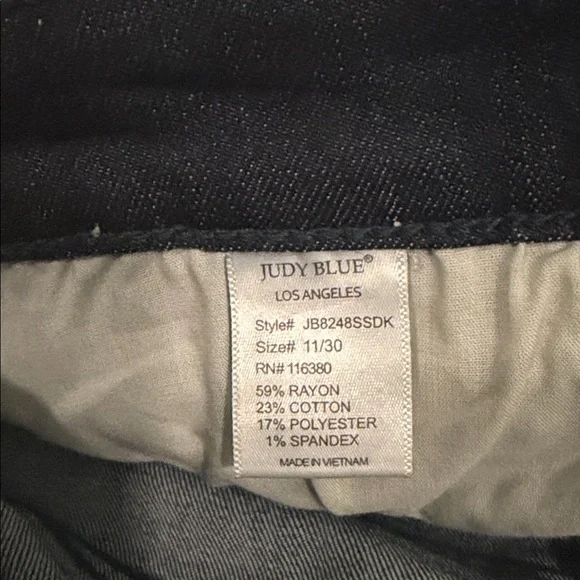 JUDY BLUE®
LOS ANGELES
Style# JB8248SSDK
Size# 11/30
RN# 116380
59% RAYON
23% COTTON
17% POLYESTER
1% SPANDEX
MADE IN VIETNAM